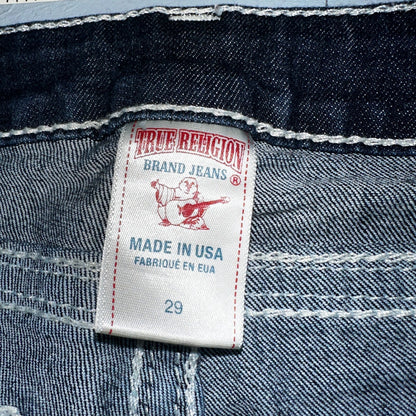 TRUE RELIGION
BRAND JEANS ®
MADE IN USA
FABRIQUÉ EN EUA
29